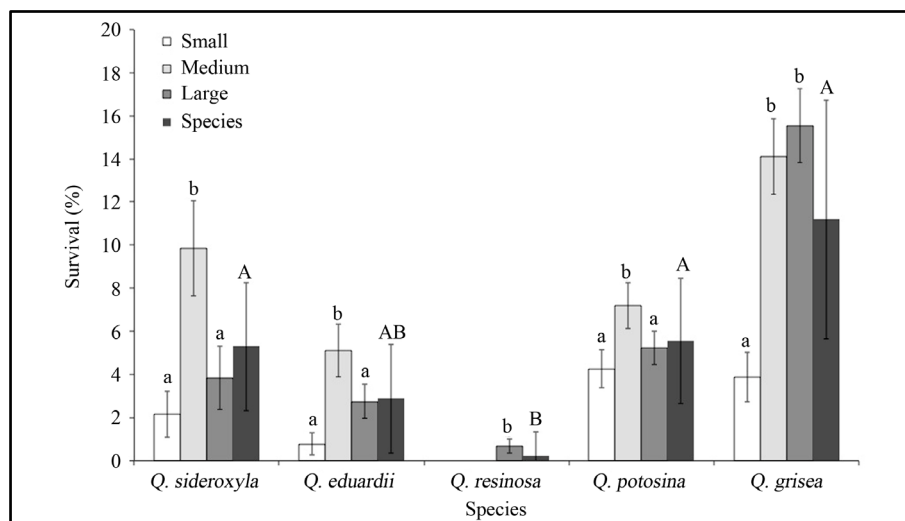 20
18
16
14
12
10
8
6
4
2
0
Survival (%)
Small
Medium
Large
Species
a
b
a
A
a
b
a
AB
b
B
a
b
a
A
a
b
b
A
Q. sideroxyla
Q. eduardii
Q. resinosa
Q. potosina
Q. grisea
Species